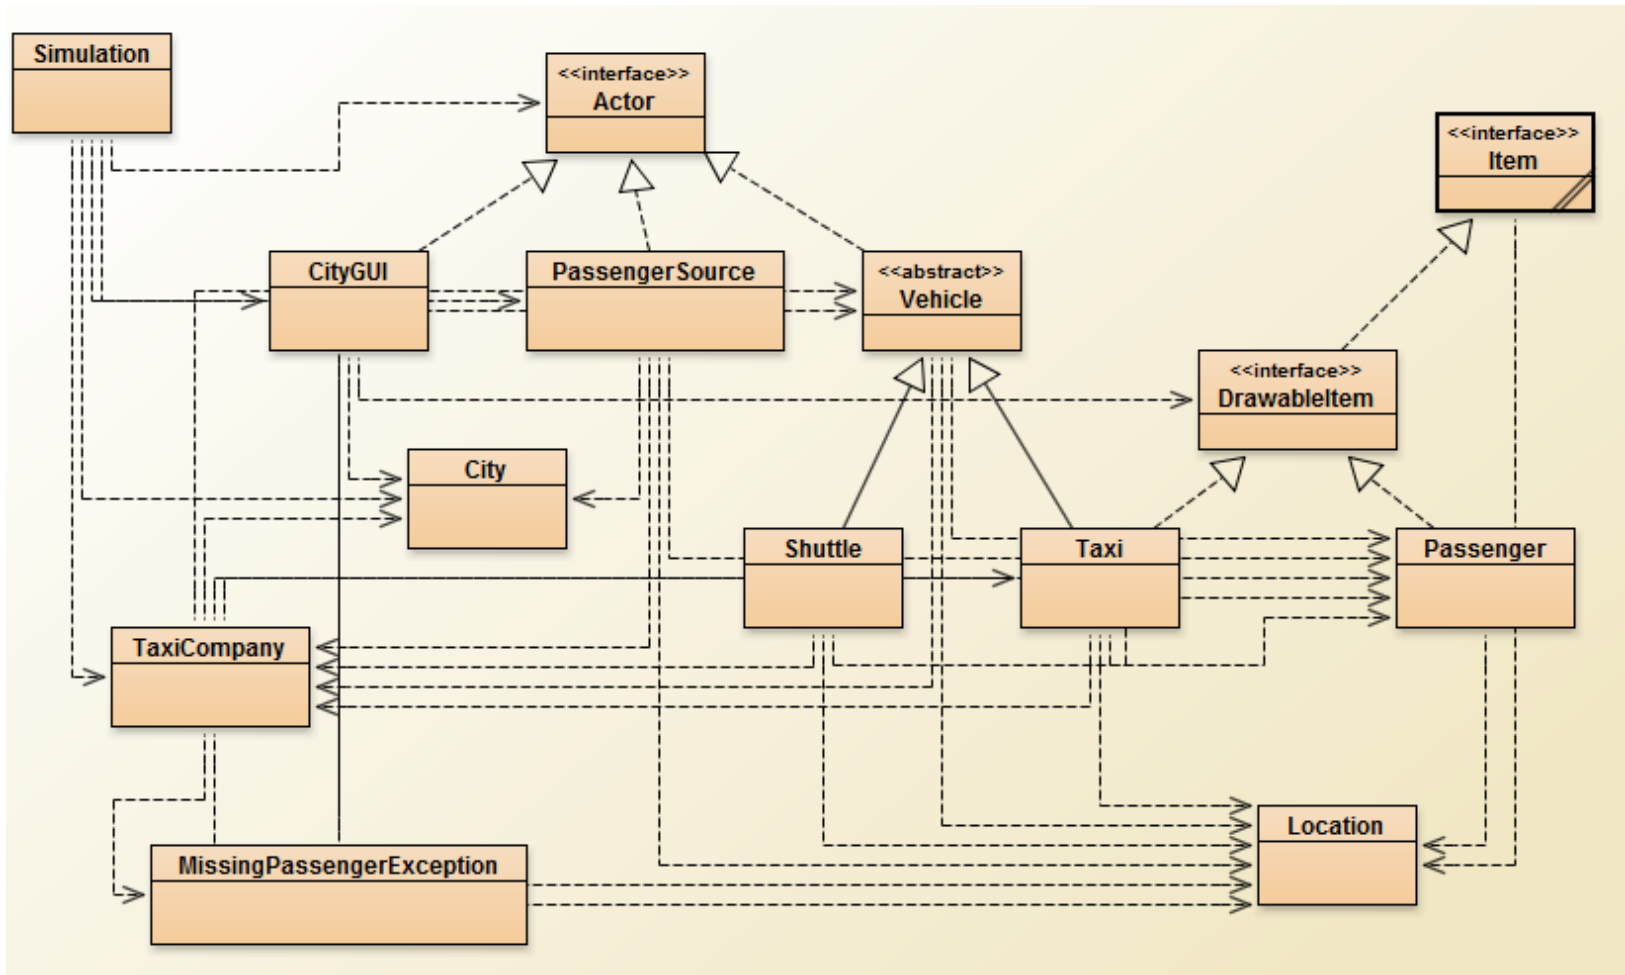 Simulation
<<interface>>
Actor
<<interface>>
Item
CityGUI
PassengerSource
<<abstract>>
Vehicle
<<interface>>
DrawableItem
City
Shuttle
Taxi
Passenger
TaxiCompany
Location
MissingPassengerException